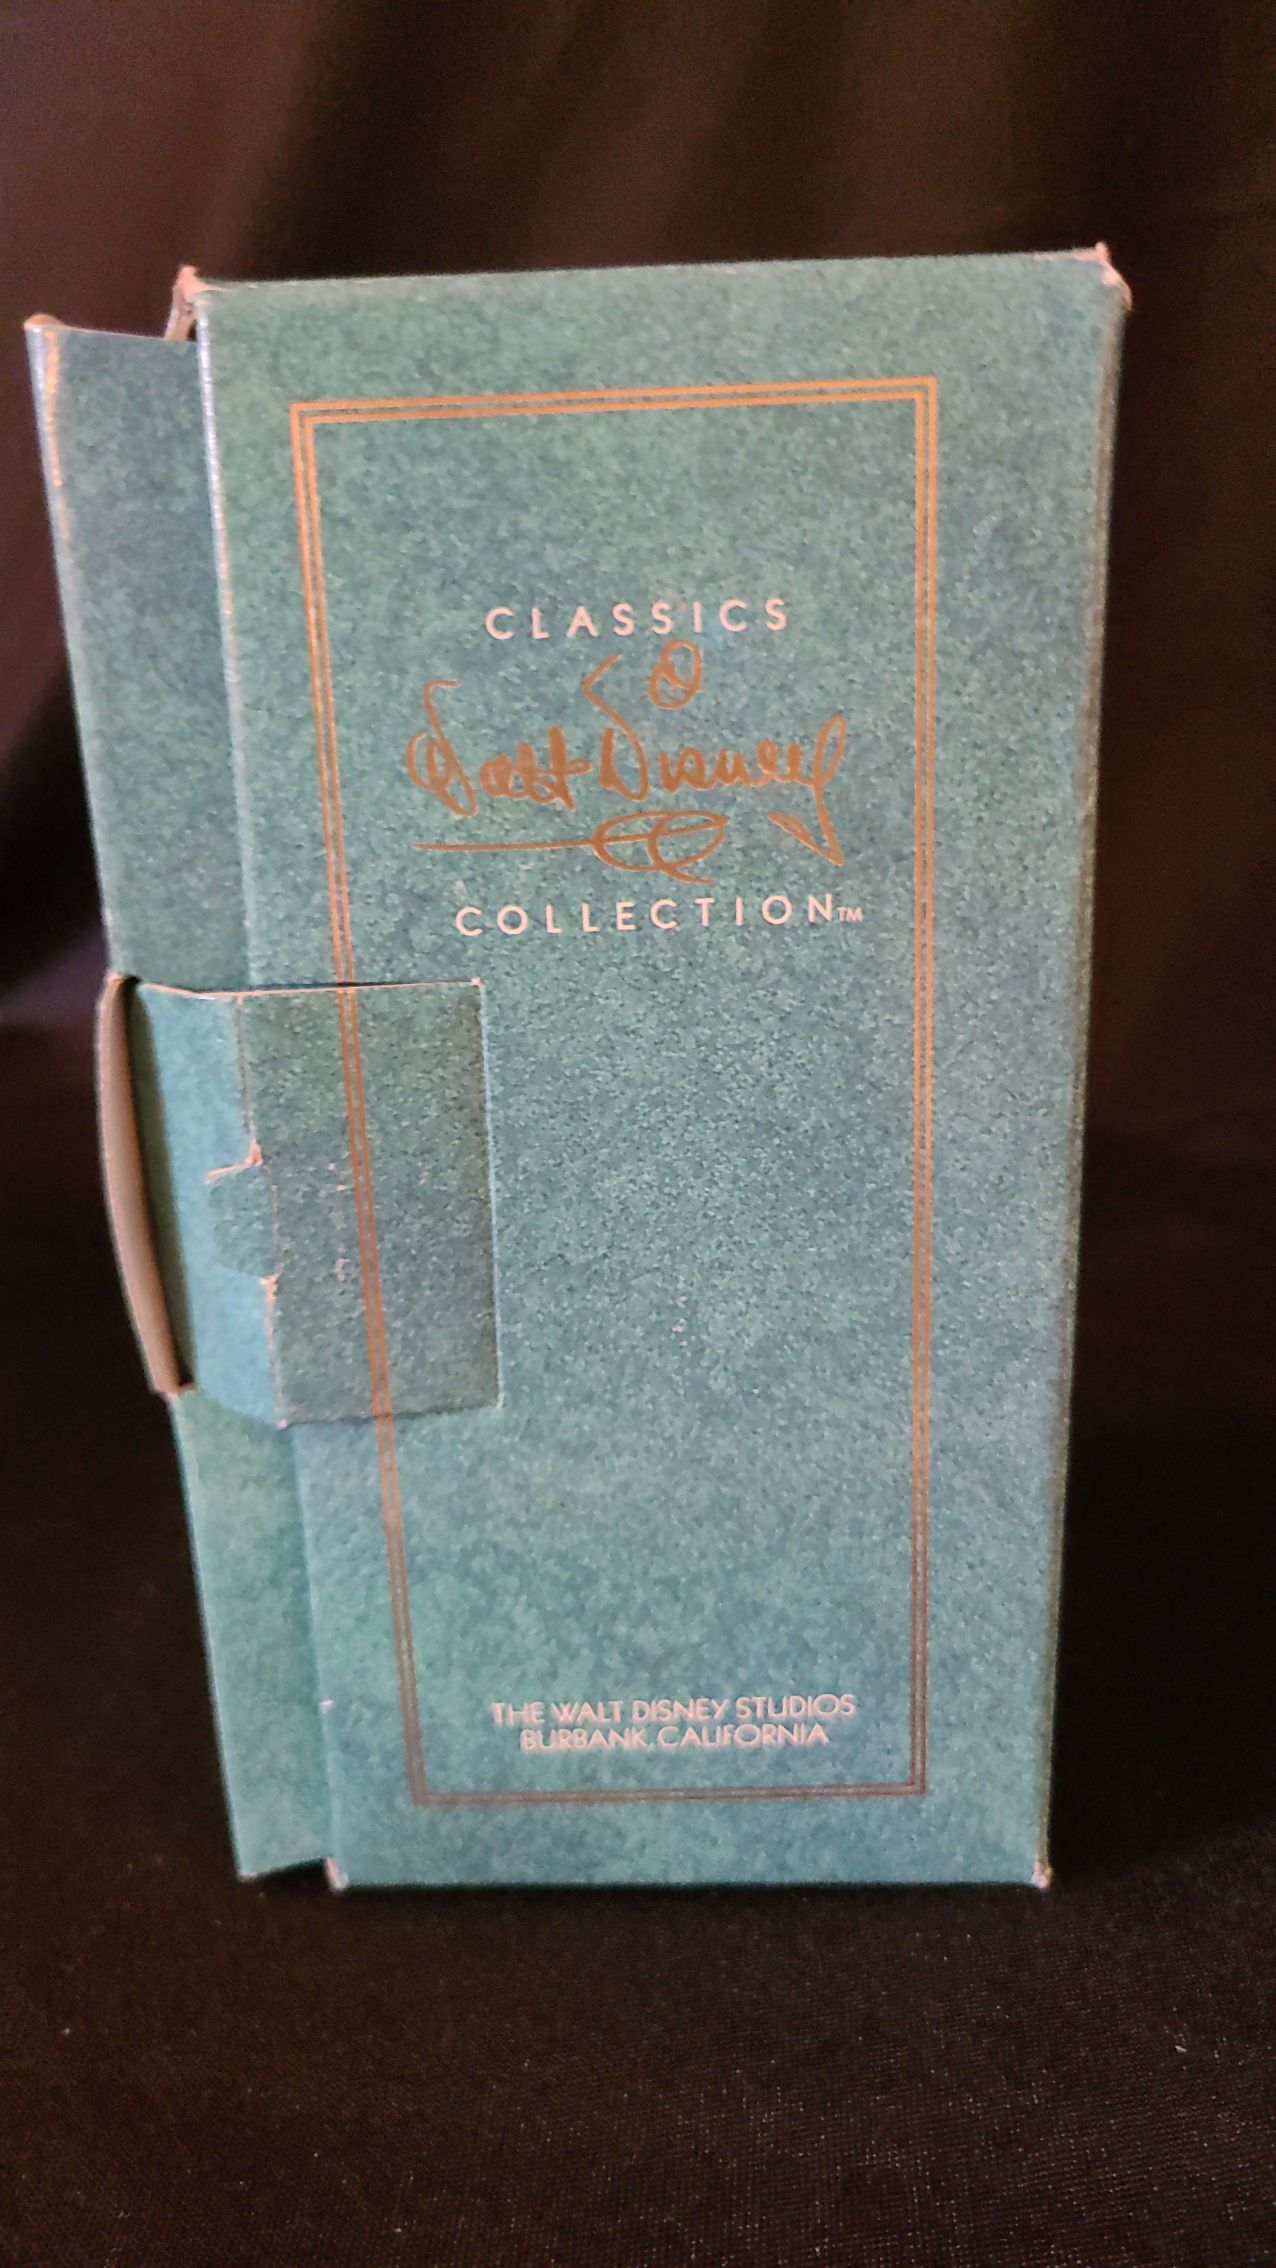 CLASSICS
Walt Disney
COLLECTION™
THE WALT DISNEY STUDIOS
BURBANK, CALIFORNIA